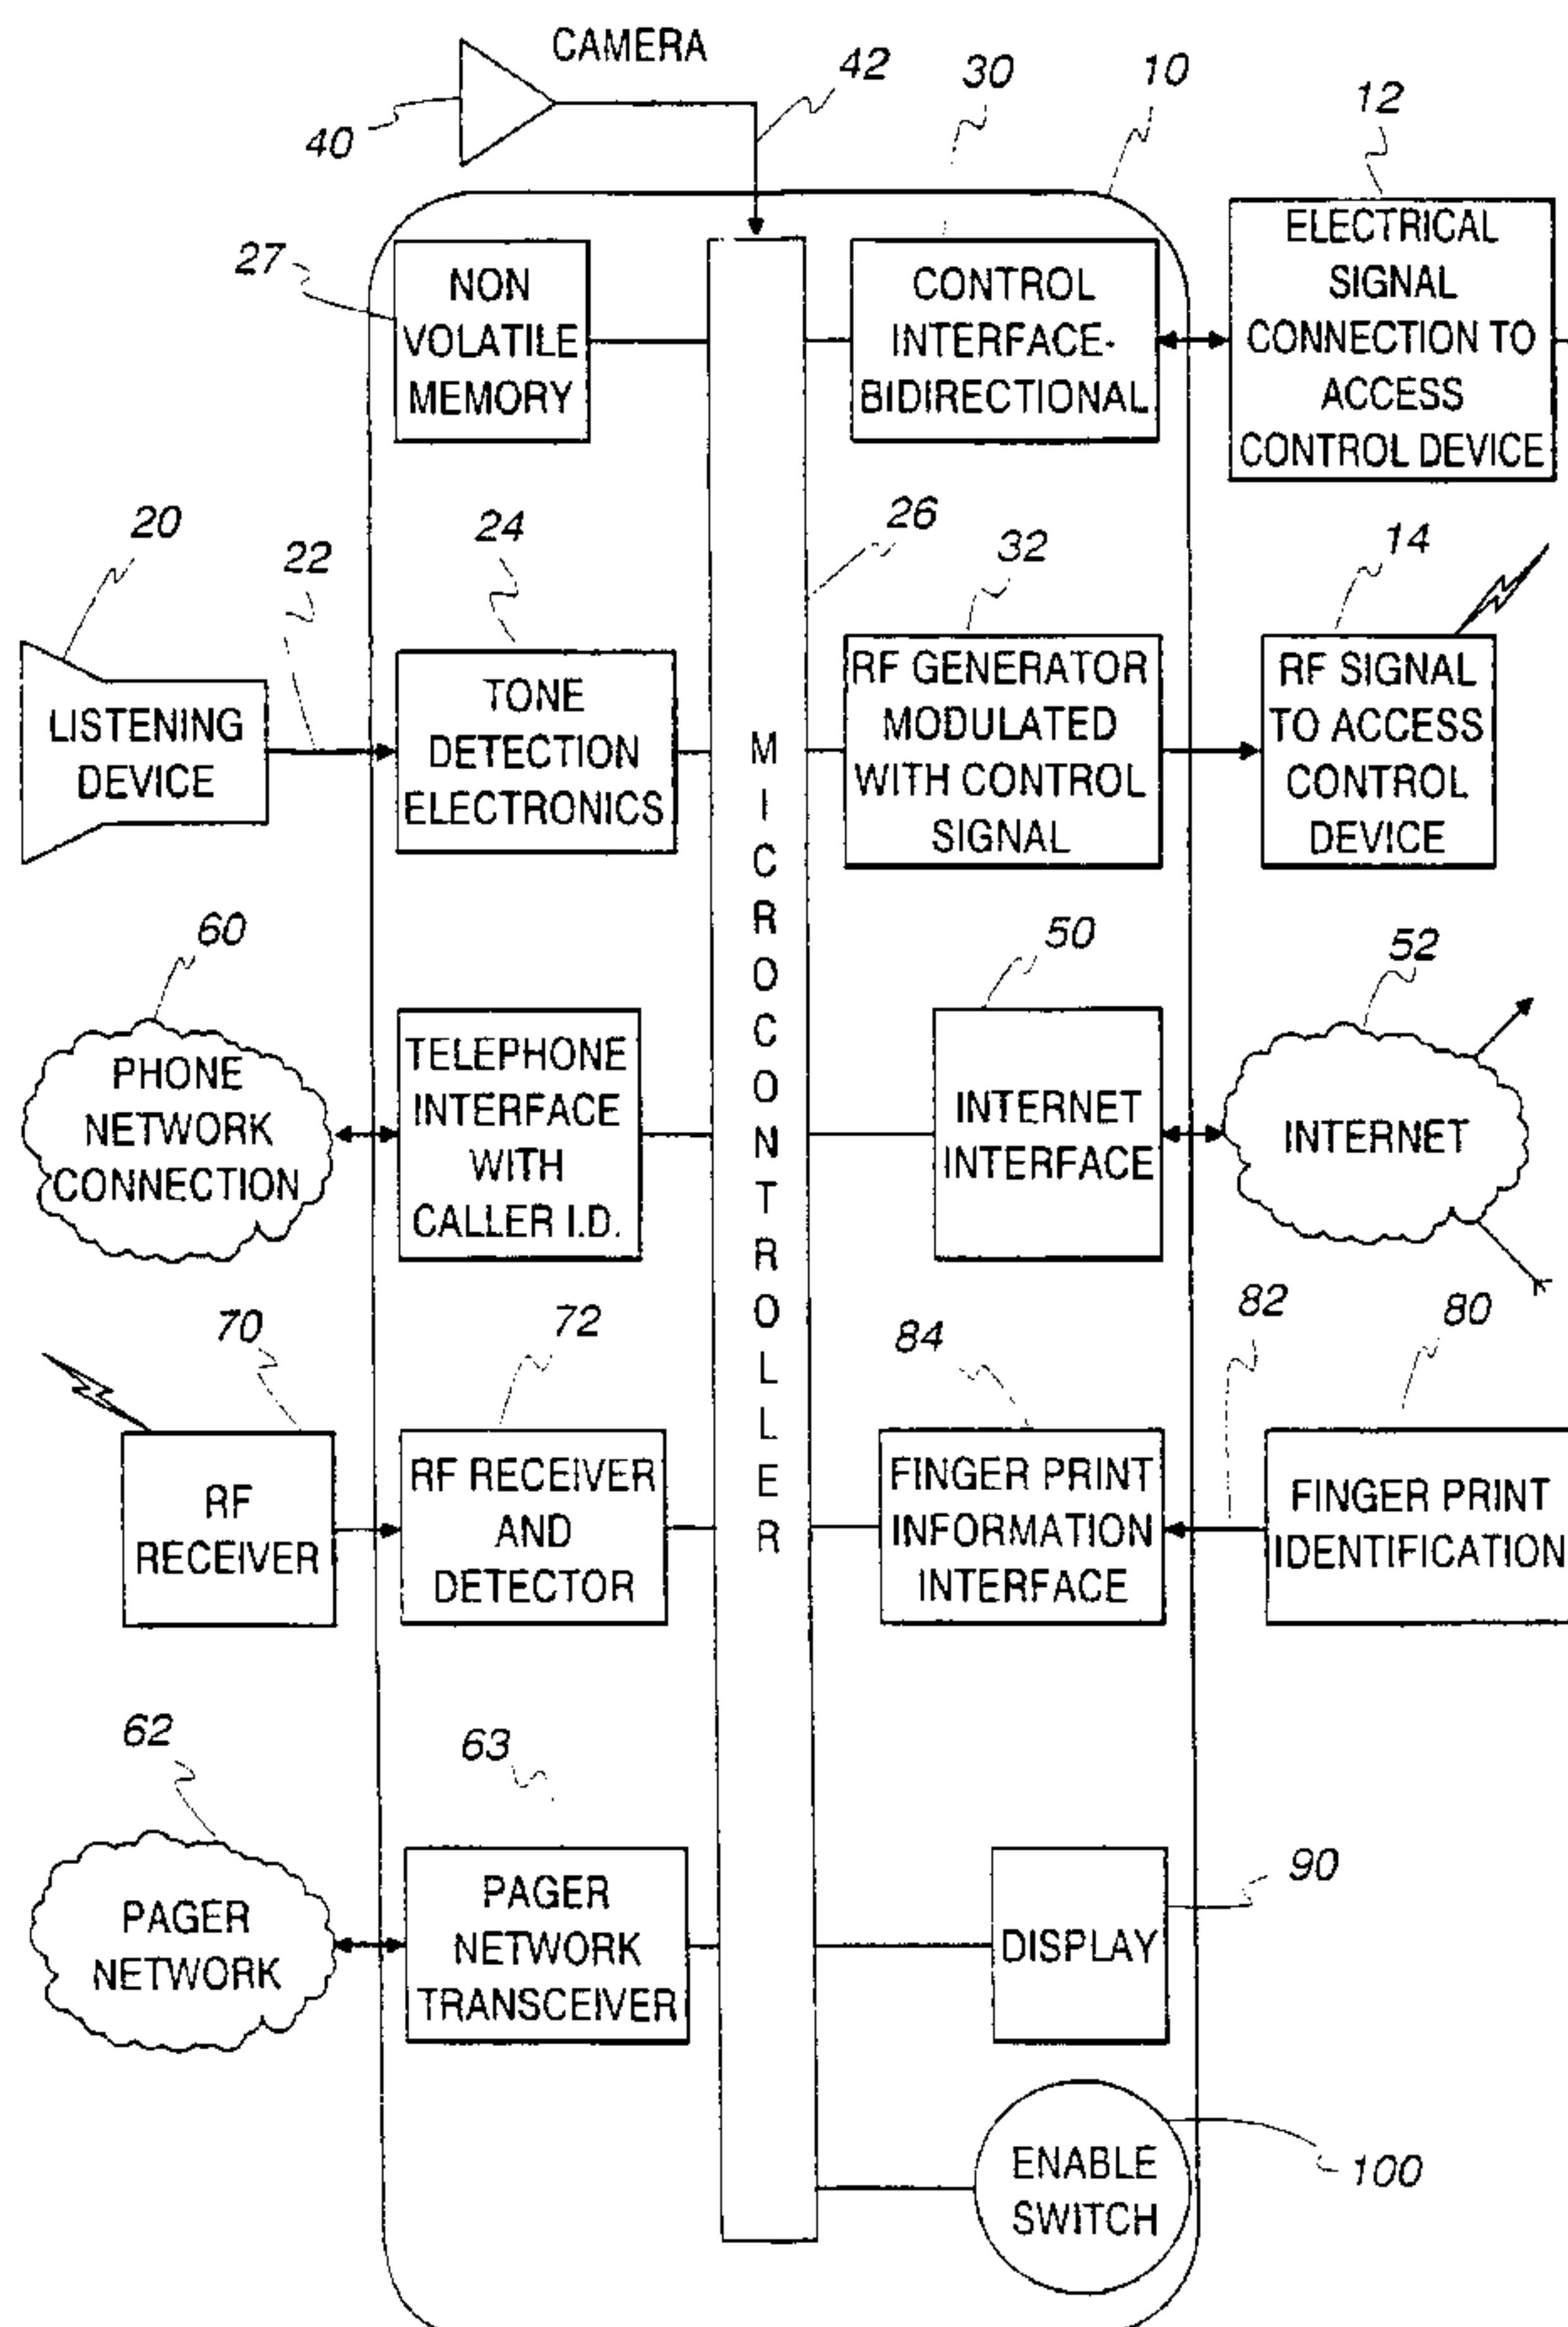 CAMERA
42
30
10
12
40
27
NON
VOLATILE
MEMORY
CONTROL
INTERFACE-
BIDIRECTIONAL
ELECTRICAL
SIGNAL
CONNECTION TO
ACCESS
CONTROL DEVICE
20
22
24
26
32
14
LISTENING
DEVICE
TONE
DETECTION
ELECTRONICS
MICROCONTROLLER
RF GENERATOR
MODULATED
WITH CONTROL
SIGNAL
RF SIGNAL
TO ACCESS
CONTROL
DEVICE
60
50
52
PHONE
NETWORK
CONNECTION
TELEPHONE
INTERFACE
WITH
CALLER I.D.
INTERNET
INTERFACE
INTERNET
70
72
84
82
80
RF
RECEIVER
RF RECEIVER
AND
DETECTOR
FINGER PRINT
INFORMATION
INTERFACE
FINGER PRINT
IDENTIFICATION
62
63
90
PAGER
NETWORK
PAGER
NETWORK
TRANSCEIVER
DISPLAY
ENABLE
SWITCH
100